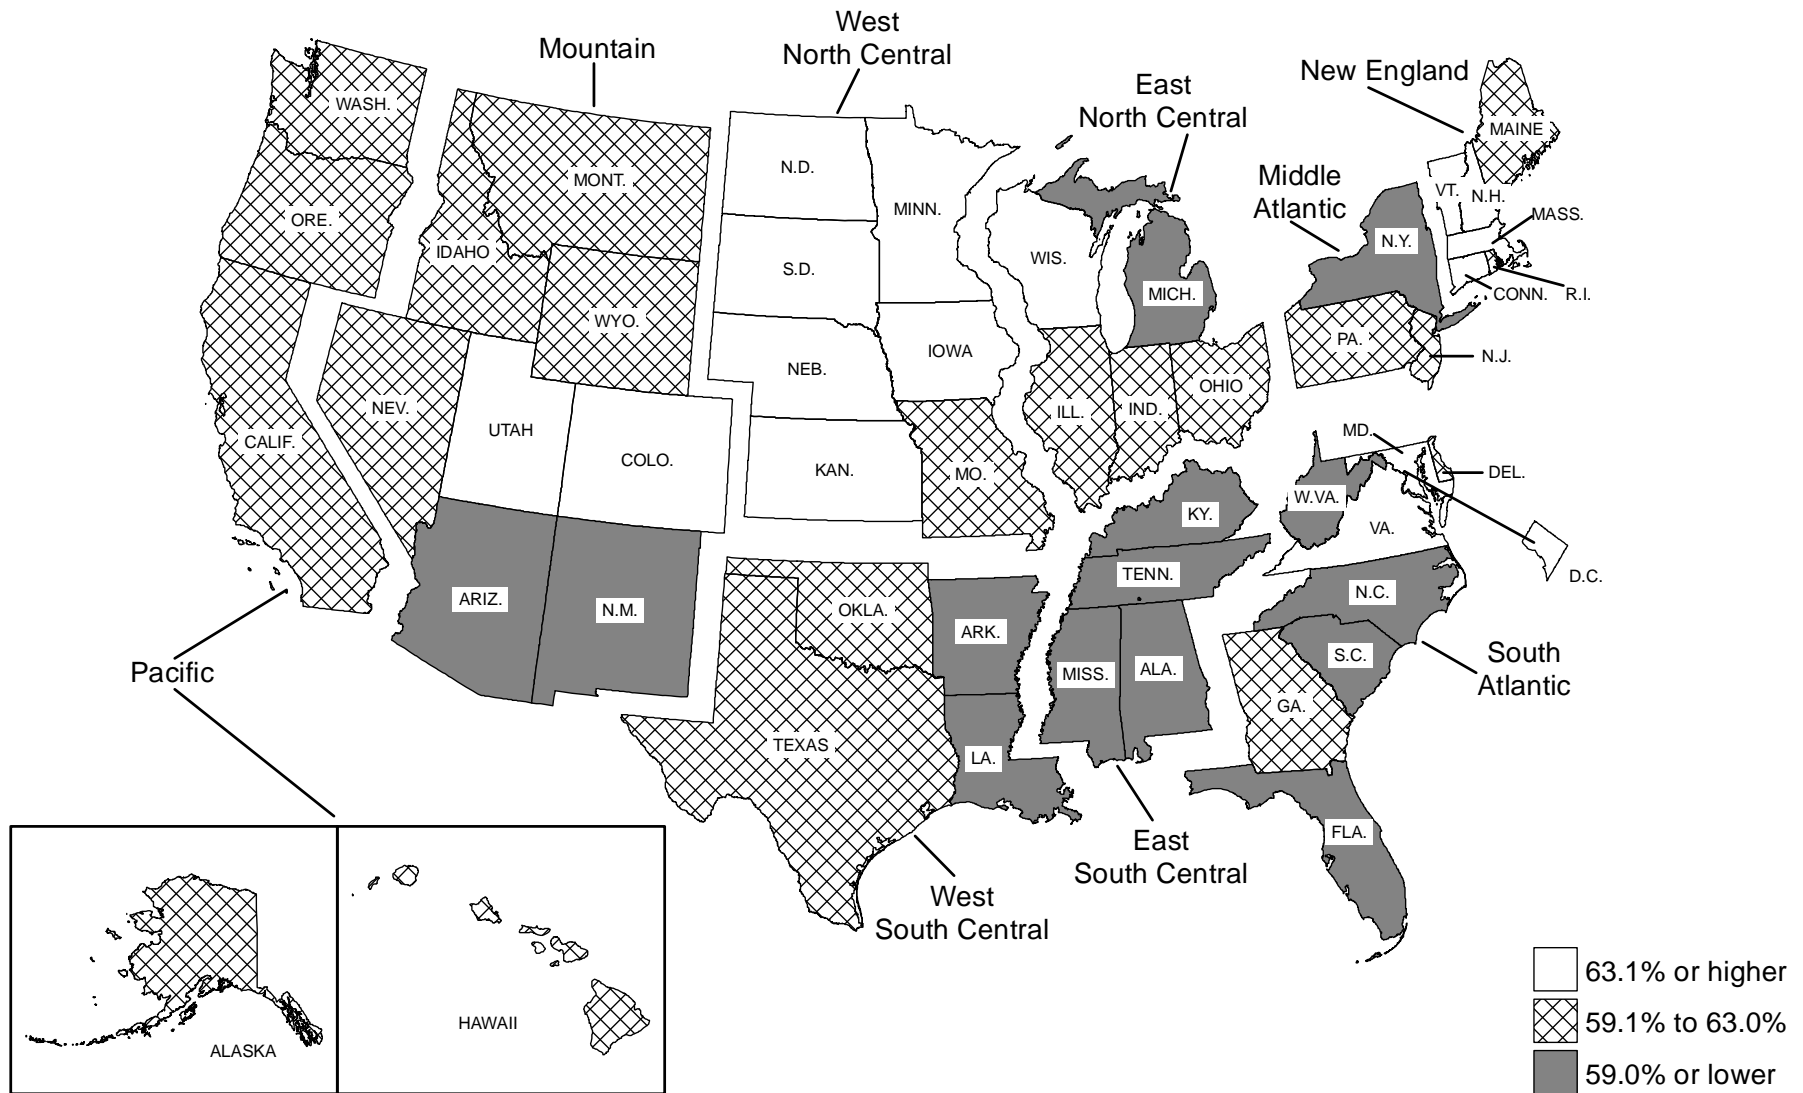 West
North Central
Mountain
East
North Central
New England
Middle
Atlantic
WASH.
MONT.
ORE.
IDAHO
WYO.
NEV.
CALIF.
UTAH
COLO.
ARIZ.
N.M.
N.D.
S.D.
NEB.
KAN.
MINN.
IOWA
MO.
WIS.
MICH.
ILL.
IND.
OHIO
MAINE
VT.
N.H.
MASS.
N.Y.
CONN.
R.I.
PA.
N.J.
MD.
DEL.
W.VA.
VA.
D.C.
KY.
TENN.
N.C.
S.C.
GA.
FLA.
OKLA.
TEXAS
ARK.
LA.
MISS.
ALA.
Pacific
South
Atlantic
East
South Central
West
South Central
ALASKA
HAWAII
63.1% or higher
59.1% to 63.0%
59.0% or lower